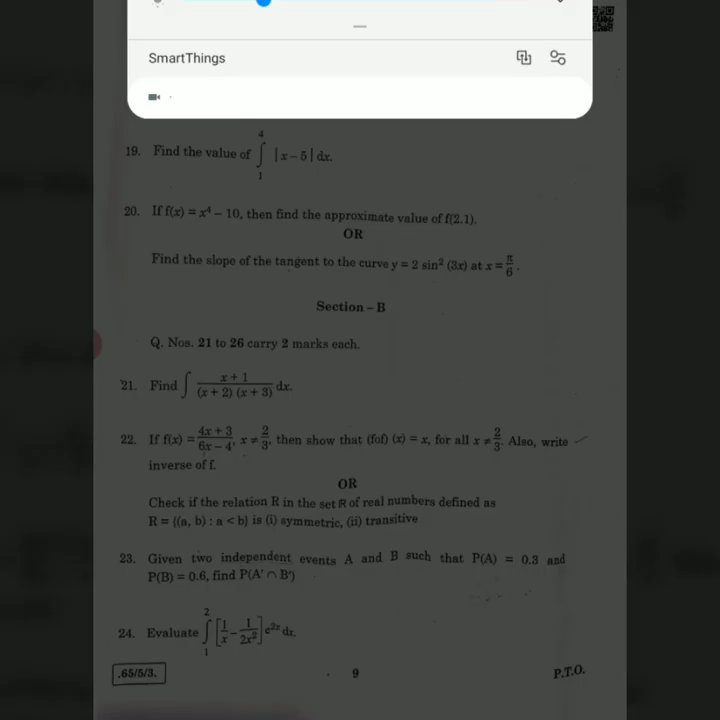 SmartThings
19. Find the value of ∫₁⁴ |x – 5| dx.
20. If f(x) = x⁴ – 10, then find the approximate value of f(2.1).
OR
Find the slope of the tangent to the curve y = 2 sin² (3x) at x = π/6.
Section – B
Q. Nos. 21 to 26 carry 2 marks each.
21. Find ∫ (x + 1)/((x + 2) (x + 3)) dx.
22. If f(x) = (4x + 3)/(6x – 4), x ≠ 2/3, then show that (fof) (x) = x, for all x ≠ 2/3. Also, write
inverse of f.
OR
Check if the relation R in the set ℝ of real numbers defined as
R = {(a, b) : a < b} is (i) symmetric, (ii) transitive
23. Given two independent events A and B such that P(A) = 0.3 and
P(B) = 0.6, find P(A' ∩ B')
24. Evaluate ∫₁² [1/x – 1/2x²] e²ˣ dx.
.65/5/3. 9 P.T.O.